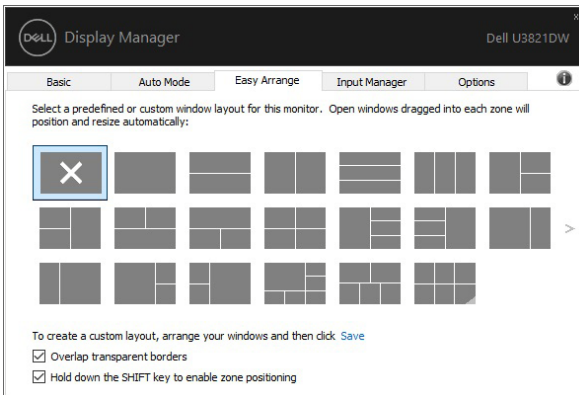 DELL Display Manager
Dell U3821DW
Basic Auto Mode Easy Arrange Input Manager Options
Select a predefined or custom window layout for this monitor. Open windows dragged into each zone will
position and resize automatically:
To create a custom layout, arrange your windows and then click Save
Overlap transparent borders
Hold down the SHIFT key to enable zone positioning